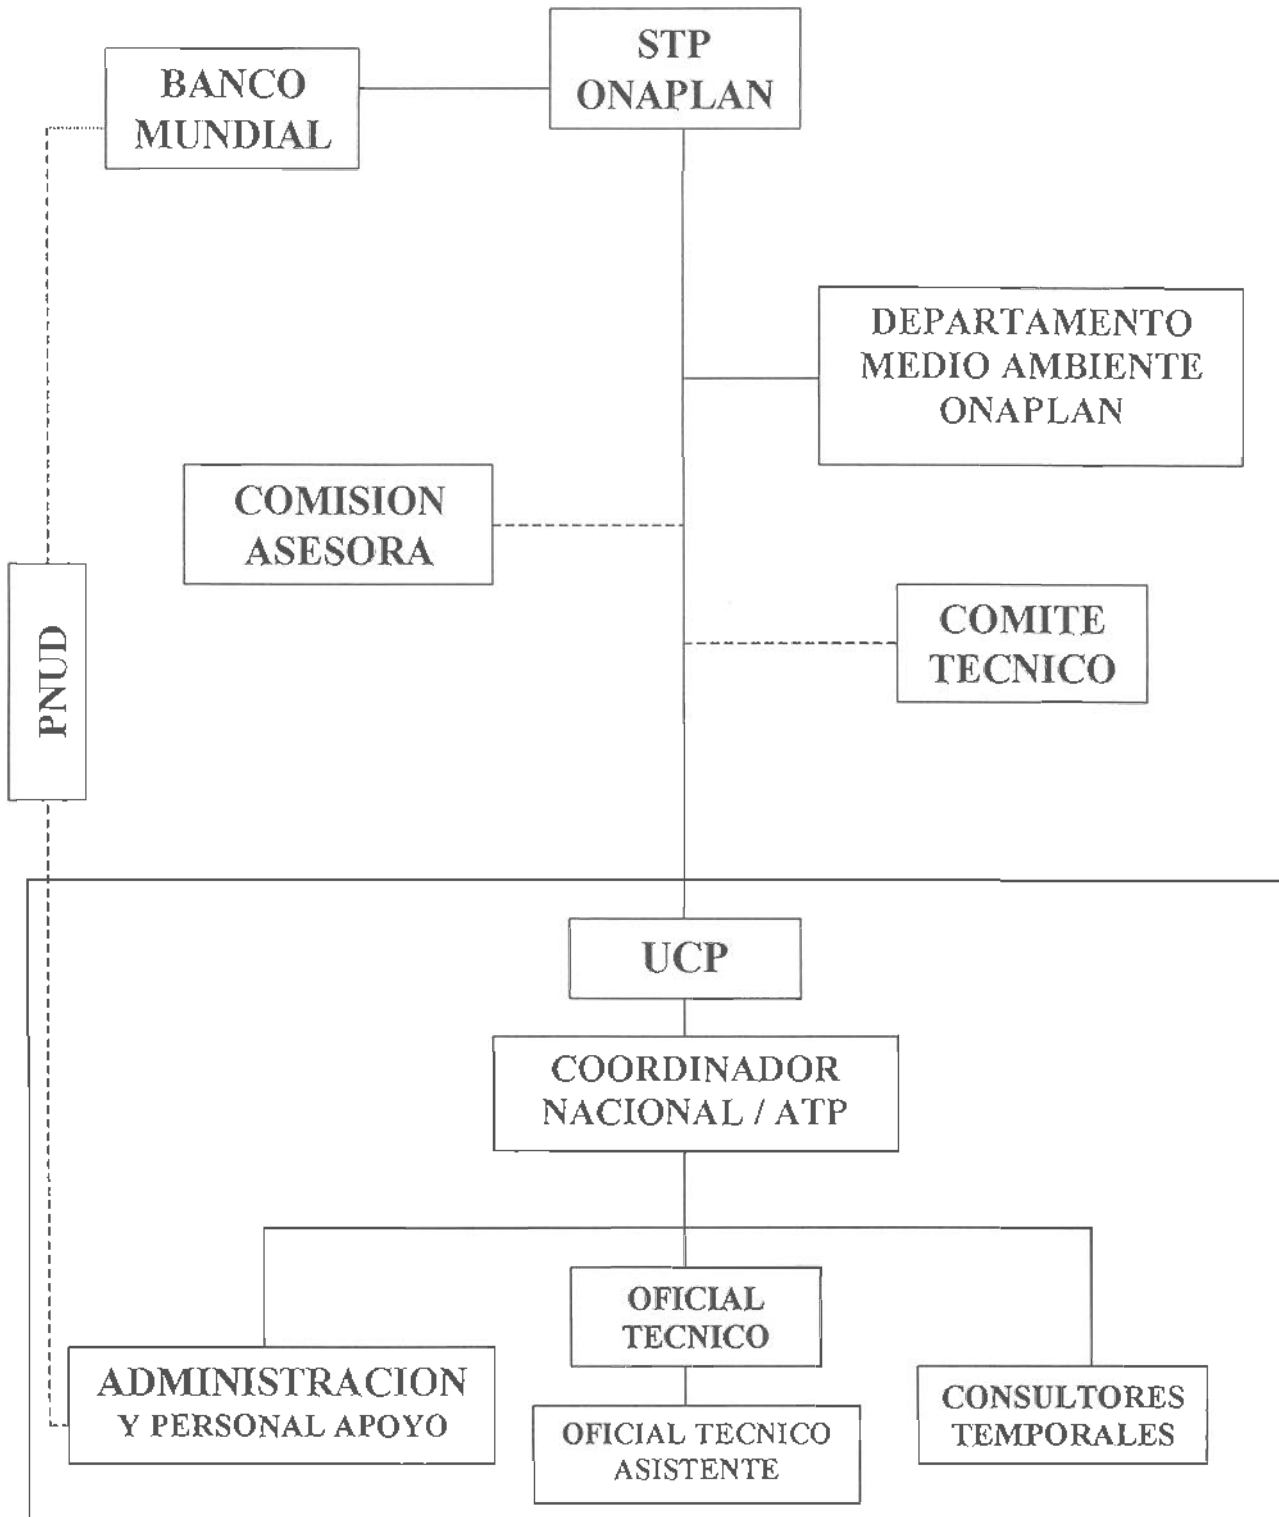 STP
ONAPLAN
BANCO
MUNDIAL
DEPARTAMENTO
MEDIO AMBIENTE
ONAPLAN
COMISION
ASESORA
COMITE
TECNICO
PNUD
UCP
COORDINADOR
NACIONAL / ATP
OFICIAL
TECNICO
ADMINISTRACION
Y PERSONAL APOYO
CONSULTORES
TEMPORALES
OFICIAL TECNICO
ASISTENTE